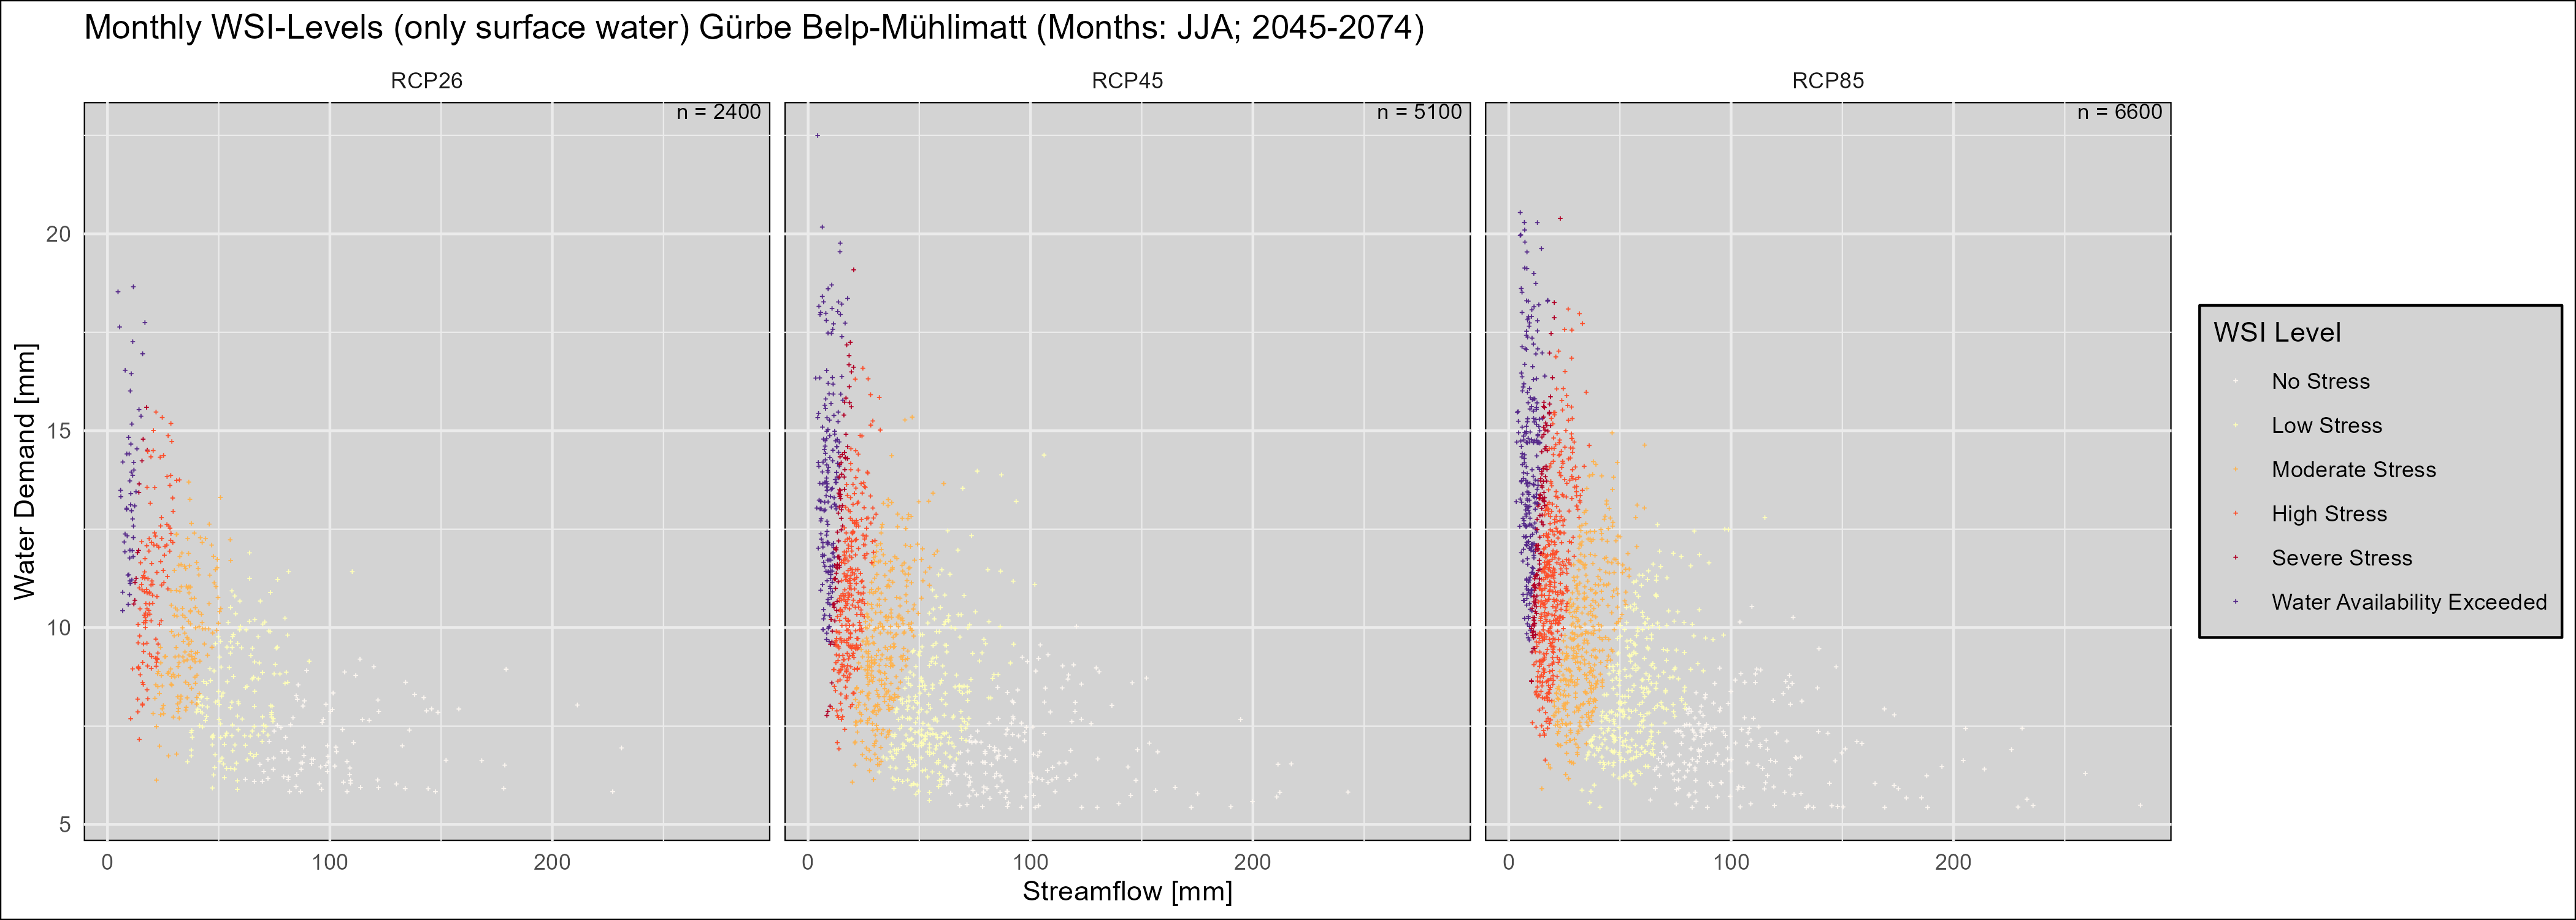 Monthly WSI-Levels (only surface water) Gürbe Belp-Mühlimatt (Months: JJA; 2045-2074)
RCP26 RCP45 RCP85
n = 2400 n = 5100 n = 6600
Water Demand [mm]
20
15
10
5
0 100 200 0 100 200 0 100 200
Streamflow [mm]
WSI Level
No Stress
Low Stress
Moderate Stress
High Stress
Severe Stress
Water Availability Exceeded